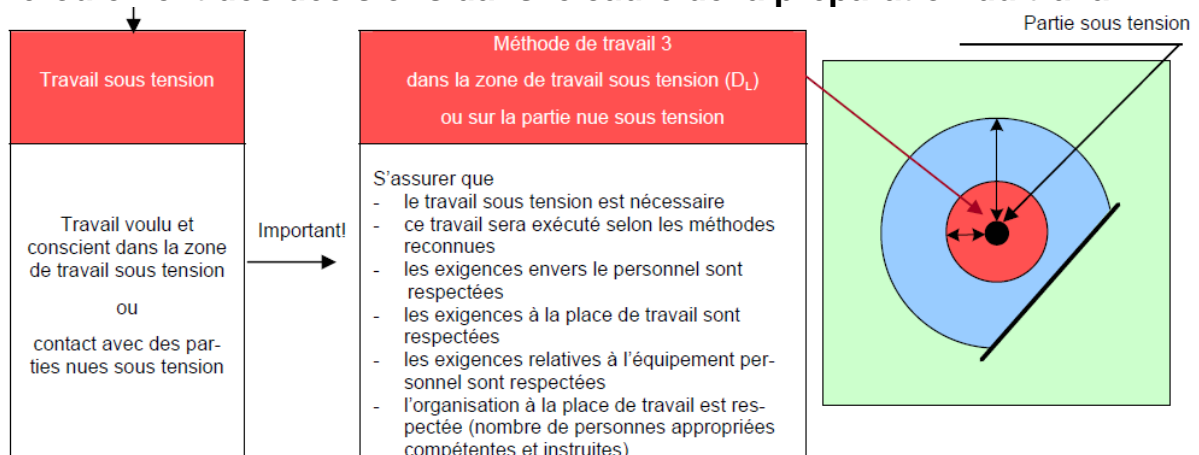 Partie sous tension
Travail sous tension
Travail voulu et
conscient dans la zone
de travail sous tension
ou
contact avec des par-
ties nues sous tension
Important!
Méthode de travail 3
dans la zone de travail sous tension (DL)
ou sur la partie nue sous tension
S’assurer que
- le travail sous tension est nécessaire
- ce travail sera exécuté selon les méthodes
reconnues
- les exigences envers le personnel sont
respectées
- les exigences à la place de travail sont
respectées
- les exigences relatives à l’équipement per-
sonnel sont respectées
- l’organisation à la place de travail est res-
pectée (nombre de personnes appropriées
compétentes et instruites)